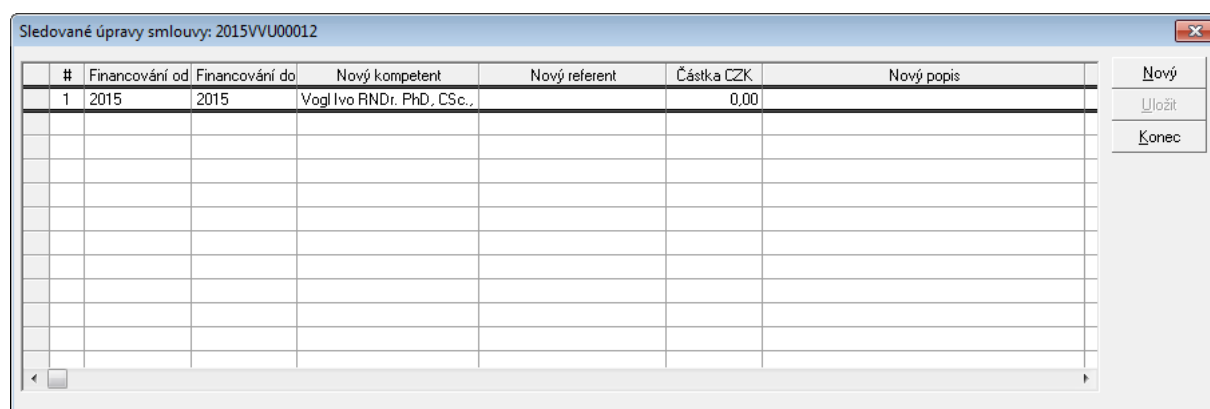 Sledované úpravy smlouvy: 2015VVU00012
# Financování od Financování do Nový kompetent Nový referent Částka CZK Nový popis
1 2015 2015 Vogl Ivo RNDr. PhD, CSc., 0,00
Nový
Uložit
Konec